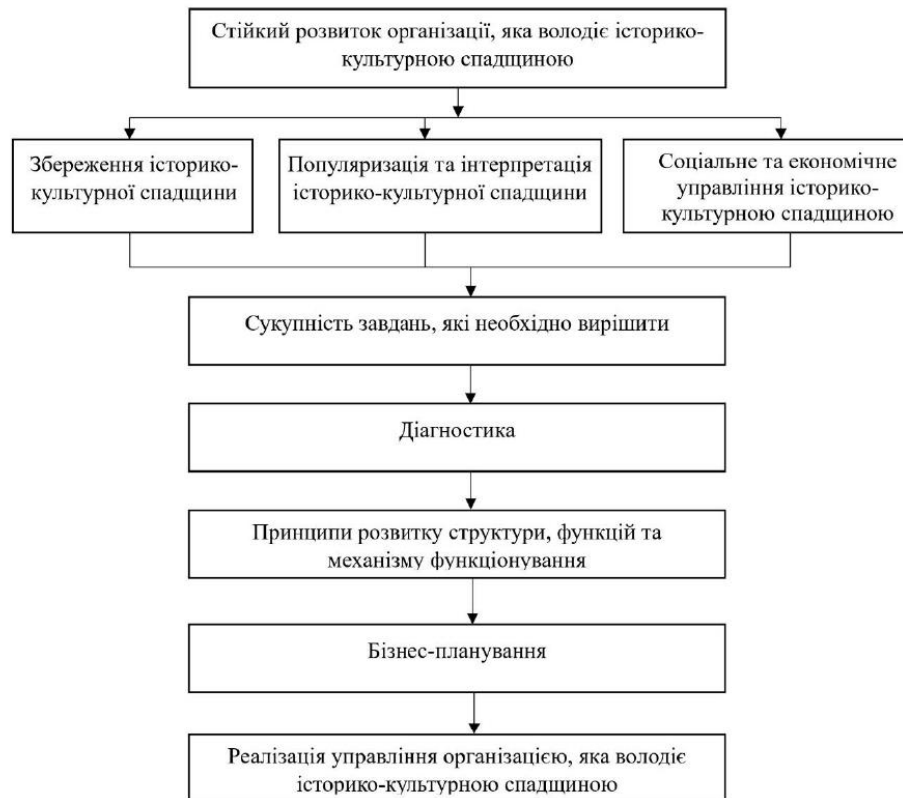 Стійкий розвиток організації, яка володіє історико-
культурною спадщиною
Збереження історико-
культурної спадщини
Популяризація та інтерпретація
історико-культурної спадщини
Соціальне та економічне
управління історико-
культурною спадщиною
Сукупність завдань, які необхідно вирішити
Діагностика
Принципи розвитку структури, функцій та
механізму функціонування
Бізнес-планування
Реалізація управління організацією, яка володіє
історико-культурною спадщиною